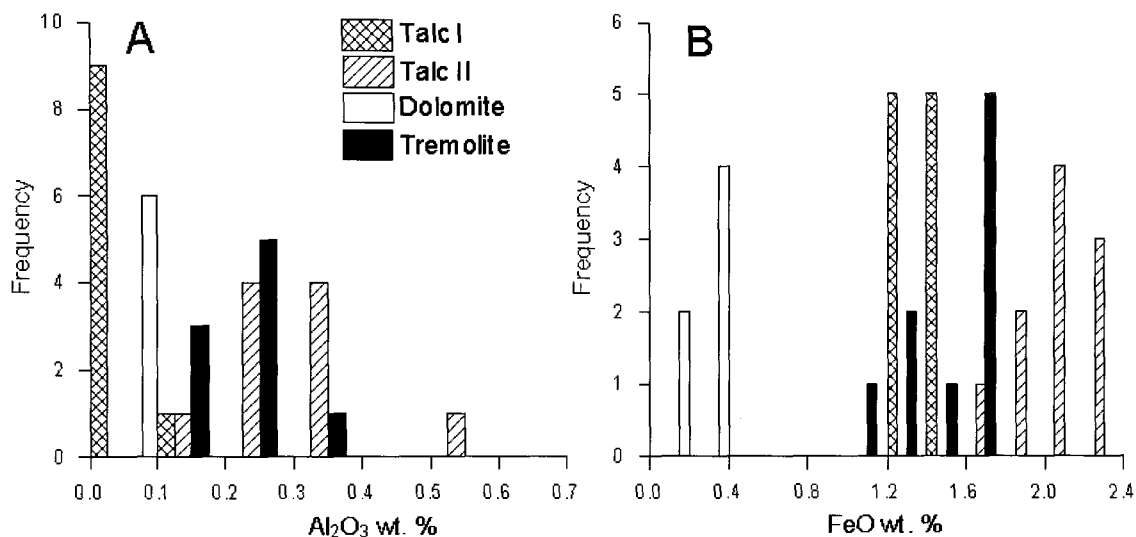 A
Talc I
Talc II
Dolomite
Tremolite
Frequency
10
8
6
4
2
0
0.0 0.1 0.2 0.3 0.4 0.5 0.6 0.7
Al₂O₃ wt. %
B
Frequency
6
5
4
3
2
1
0
0.0 0.4 0.8 1.2 1.6 2.0 2.4
FeO wt. %